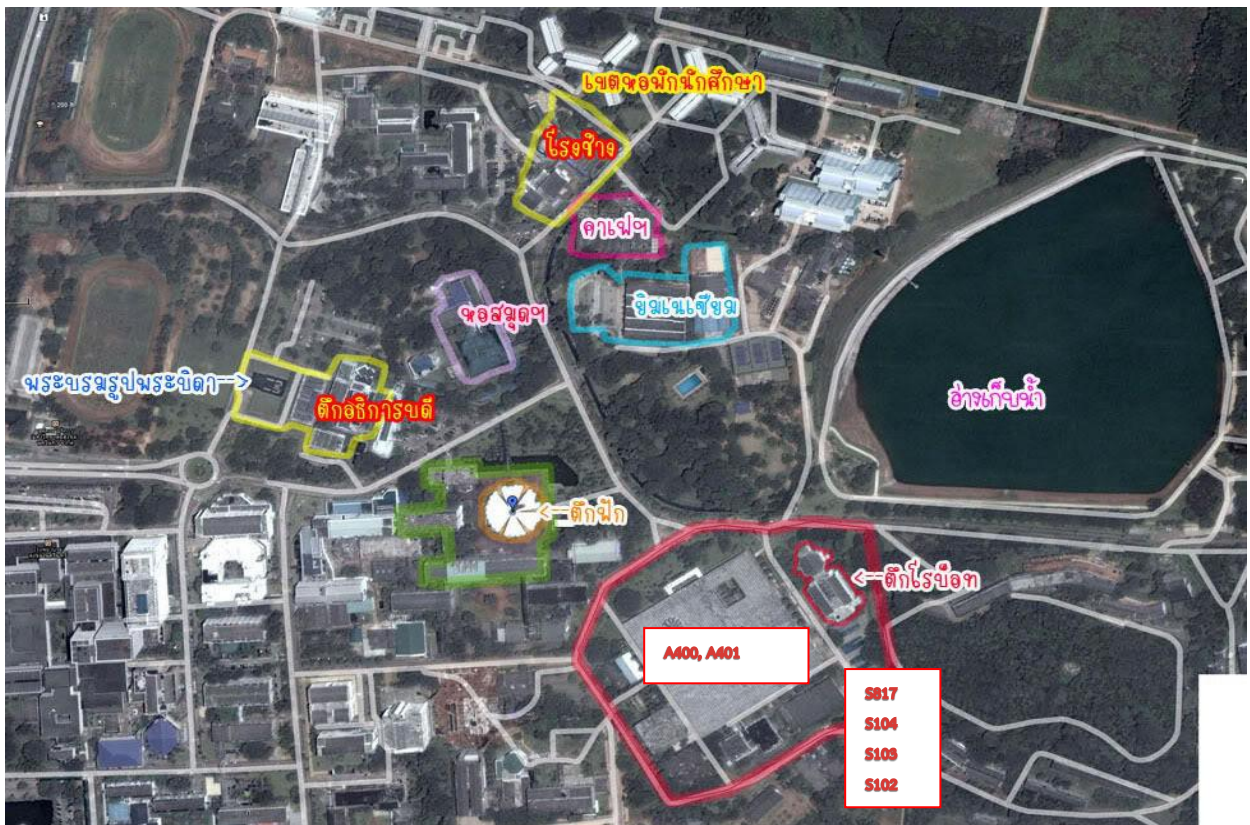 เขตหอพักนักศึกษา
โรงช้าง
คาเฟฯ
ยิมเนเซียม
หอสมุดฯ
พระบรมรูปพระบิดา-->
ตึกอธิการบดี
อ่างเก็บน้ำ
<--ตึกฟัก
<--ตึกโรบอท
A400, A401
S817
S104
S103
S102